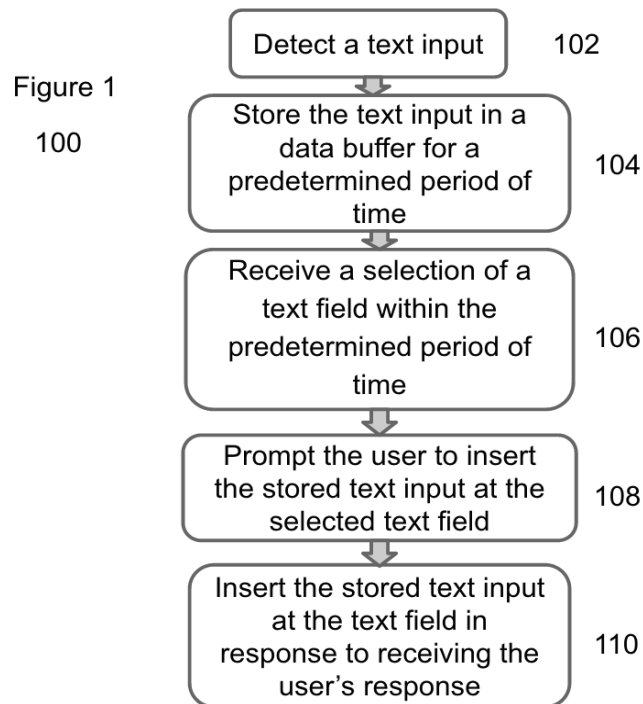 Detect a text input
102
Figure 1
100
Store the text input in a
data buffer for a
predetermined period of
time
104
Receive a selection of a
text field within the
predetermined period of
time
106
Prompt the user to insert
the stored text input at the
selected text field
108
Insert the stored text input
at the text field in
response to receiving the
user's response
110